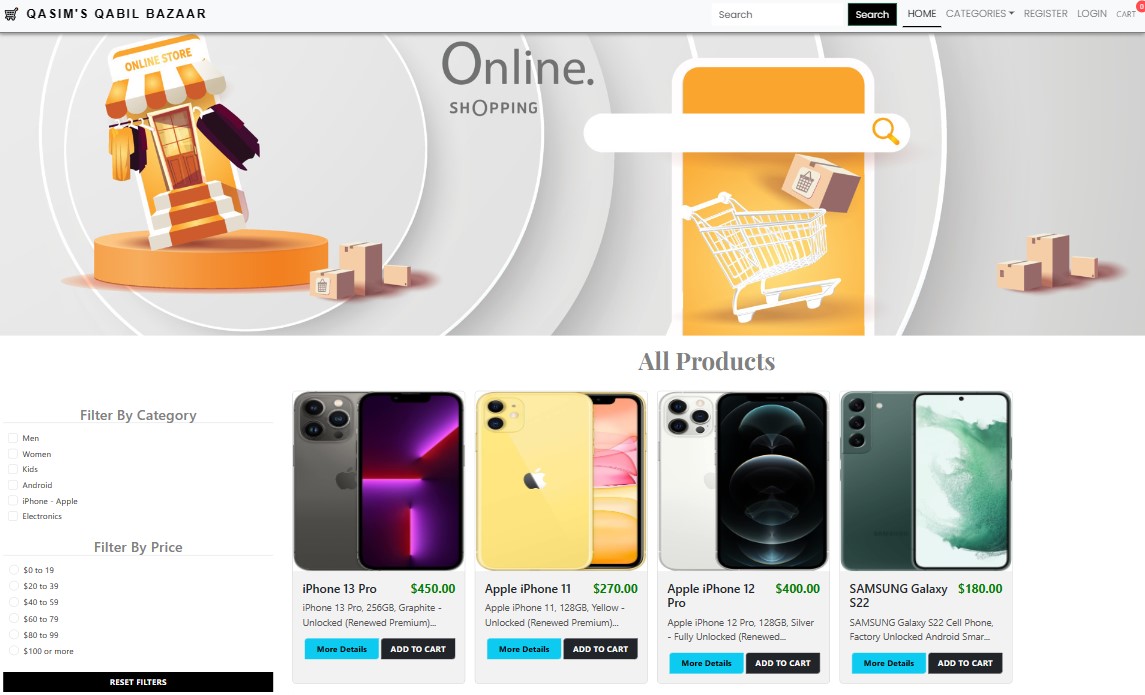 QASIM'S QABIL BAZAAR
Search
Search
HOME
CATEGORIES
REGISTER
LOGIN
CART
0
ONLINE STORE
Online.
SHOPPING
All Products
Filter By Category
Men
Women
Kids
Android
iPhone - Apple
Electronics
Filter By Price
$0 to 19
$20 to 39
$40 to 59
$60 to 79
$80 to 99
$100 or more
RESET FILTERS
iPhone 13 Pro $450.00
iPhone 13 Pro, 256GB, Graphite -
Unlocked (Renewed Premium)...
More Details
ADD TO CART
Apple iPhone 11 $270.00
Apple iPhone 11, 128GB, Yellow -
Unlocked (Renewed Premium)...
More Details
ADD TO CART
Apple iPhone 12 $400.00
Pro
Apple iPhone 12 Pro, 128GB, Silver
- Fully Unlocked (Renewed...
More Details
ADD TO CART
SAMSUNG Galaxy $180.00
S22
SAMSUNG Galaxy S22 Cell Phone,
Factory Unlocked Android Smar...
More Details
ADD TO CART